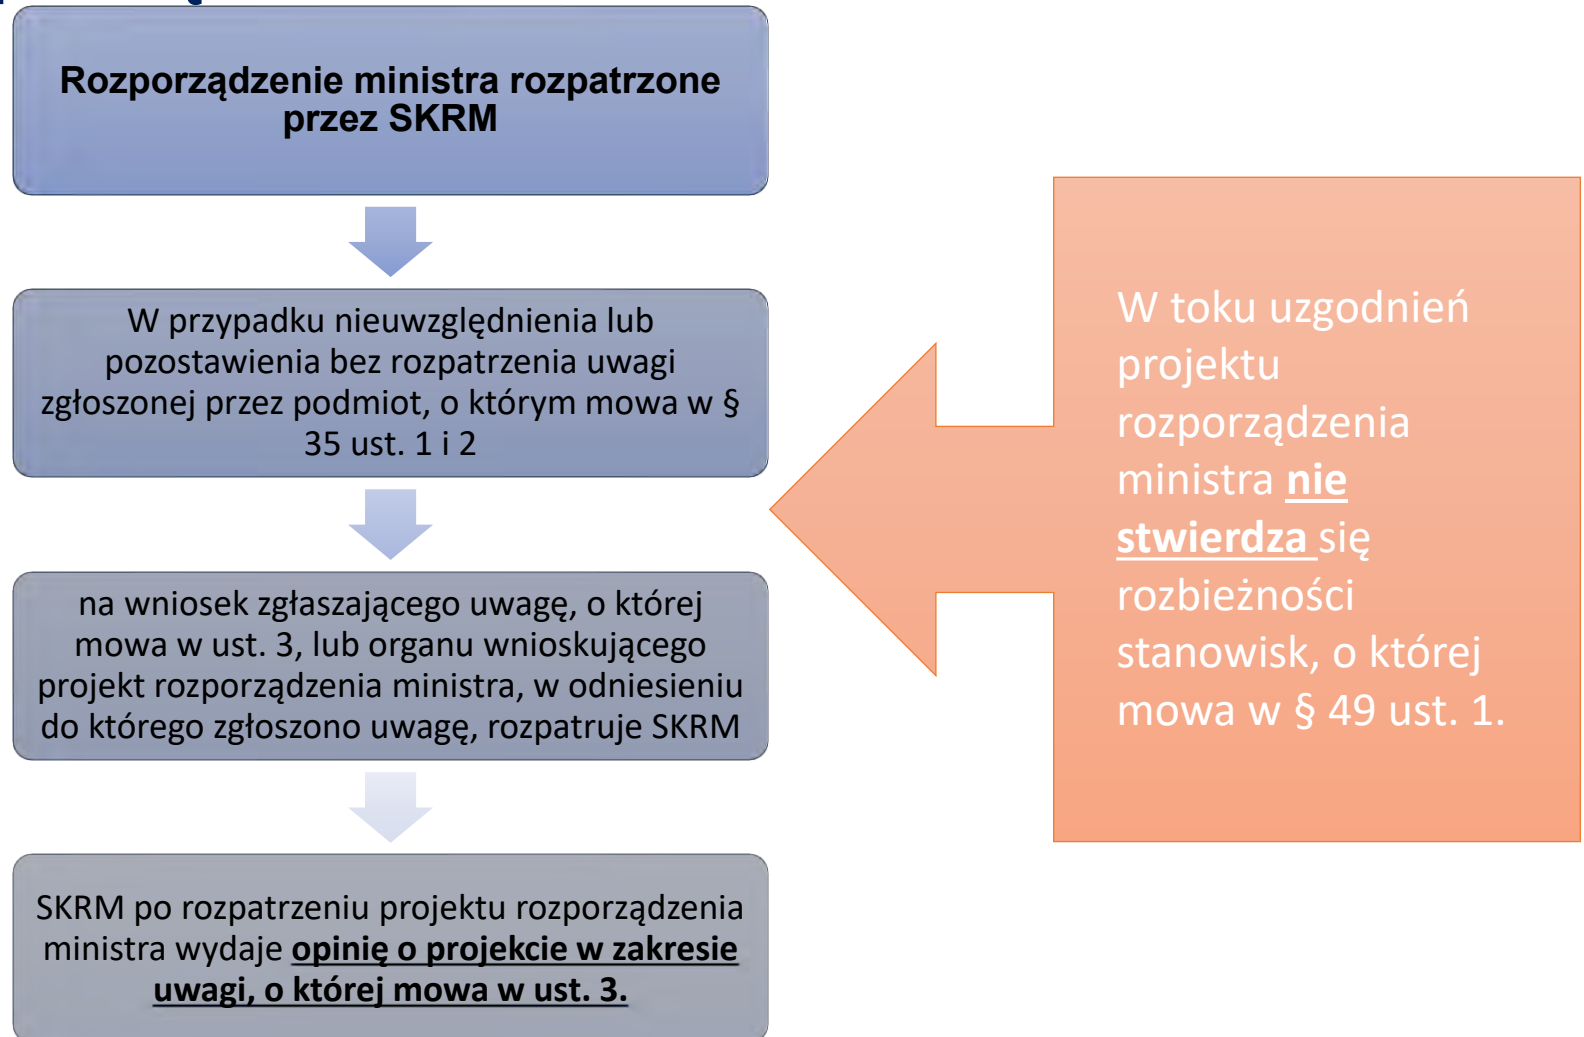 Rozporządzenie ministra rozpatrzone
przez SKRM
W przypadku nieuwzględnienia lub
pozostawienia bez rozpatrzenia uwagi
zgłoszonej przez podmiot, o którym mowa w §
35 ust. 1 i 2
na wniosek zgłaszającego uwagę, o której
mowa w ust. 3, lub organu wnioskującego
projekt rozporządzenia ministra, w odniesieniu
do którego zgłoszono uwagę, rozpatruje SKRM
SKRM po rozpatrzeniu projektu rozporządzenia
ministra wydaje opinię o projekcie w zakresie
uwagi, o której mowa w ust. 3.
W toku uzgodnień
projektu
rozporządzenia
ministra nie
stwierdza się
rozbieżności
stanowisk, o której
mowa w § 49 ust. 1.